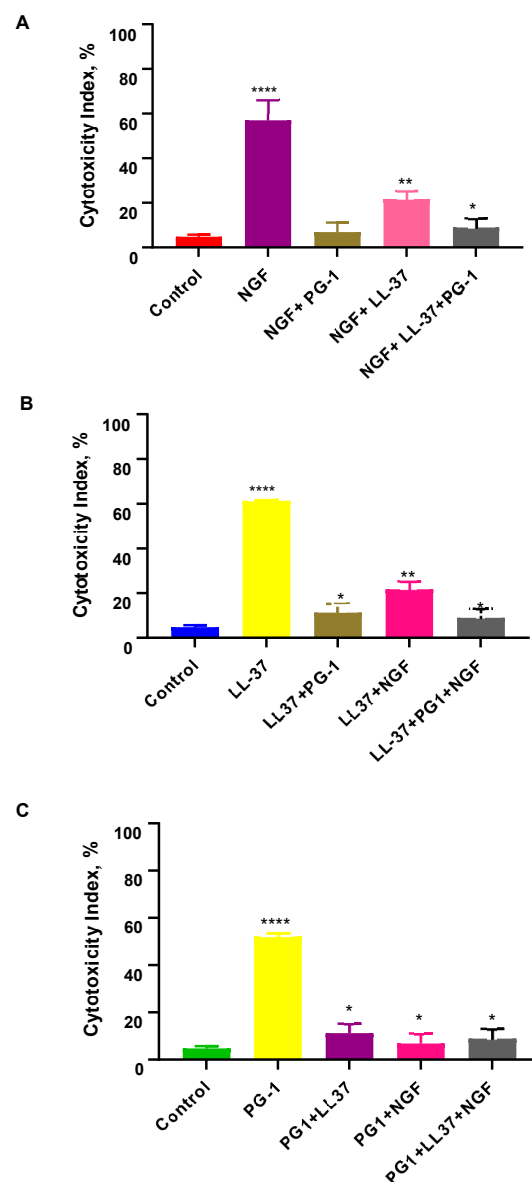 A
Cytotoxicity Index, %
100
80
60
40
20
0
****
**
*
Control
NGF
NGF+ PG-1
NGF+ LL-37
NGF+ LL-37+PG-1
B
Cytotoxicity Index, %
100
80
60
40
20
0
****
*
**
*
Control
LL-37
LL37+PG-1
LL37+NGF
LL-37+PG1+NGF
C
Cytotoxicity Index, %
100
80
60
40
20
0
****
*
*
*
Control
PG-1
PG1+LL37
PG1+NGF
PG1+LL37+NGF